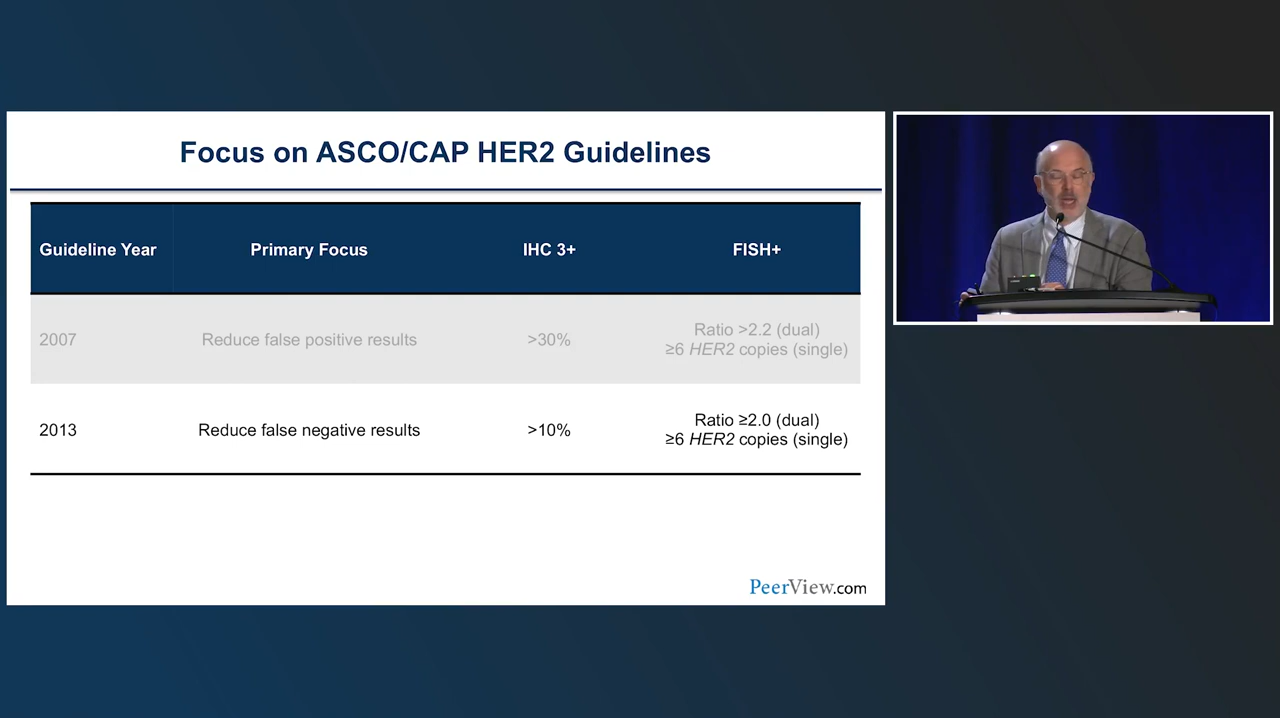 Focus on ASCO/CAP HER2 Guidelines
Guideline Year Primary Focus IHC 3+ FISH+
2007 Reduce false positive results >30% Ratio >2.2 (dual)
≥6 HER2 copies (single)
2013 Reduce false negative results >10% Ratio ≥2.0 (dual)
≥6 HER2 copies (single)
PeerView.com